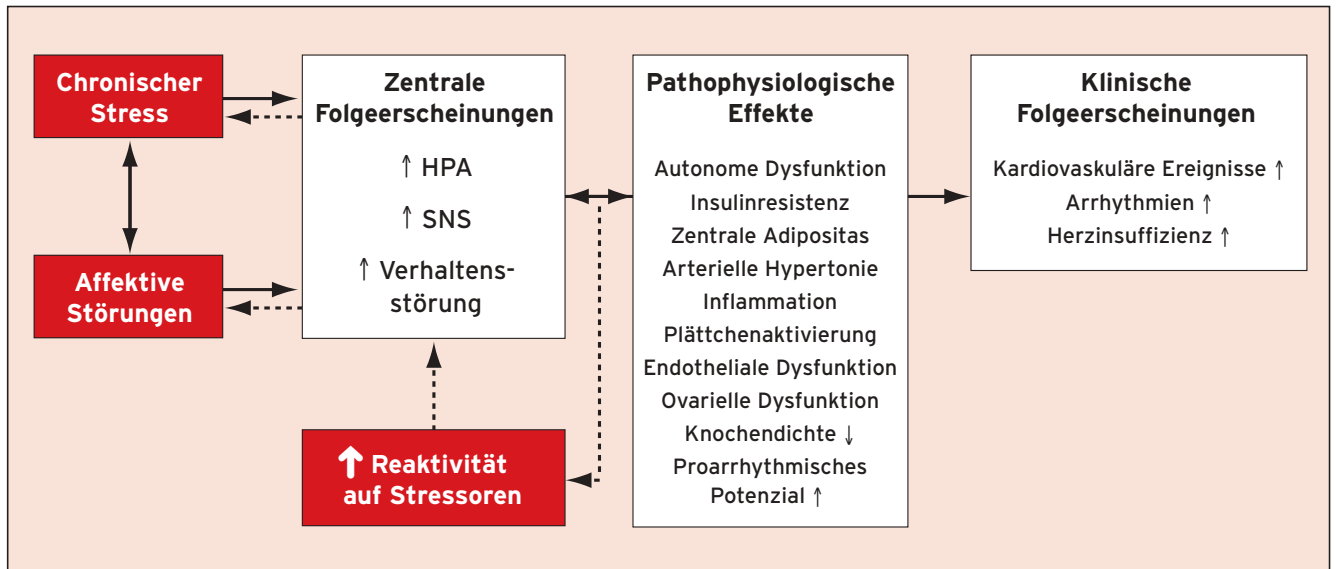 Chronischer
Stress
Affektive
Störungen
Zentrale
Folgeerscheinungen
↑ HPA
↑ SNS
↑ Verhaltens-
störung
↑ Reaktivität
auf Stressoren
Pathophysiologische
Effekte
Autonome Dysfunktion
Insulinresistenz
Zentrale Adipositas
Arterielle Hypertonie
Inflammation
Plättchenaktivierung
Endotheliale Dysfunktion
Ovarielle Dysfunktion
Knochendichte ↓
Proarrhythmisches
Potenzial ↑
Klinische
Folgeerscheinungen
Kardiovaskuläre Ereignisse ↑
Arrhythmien ↑
Herzinsuffizienz ↑